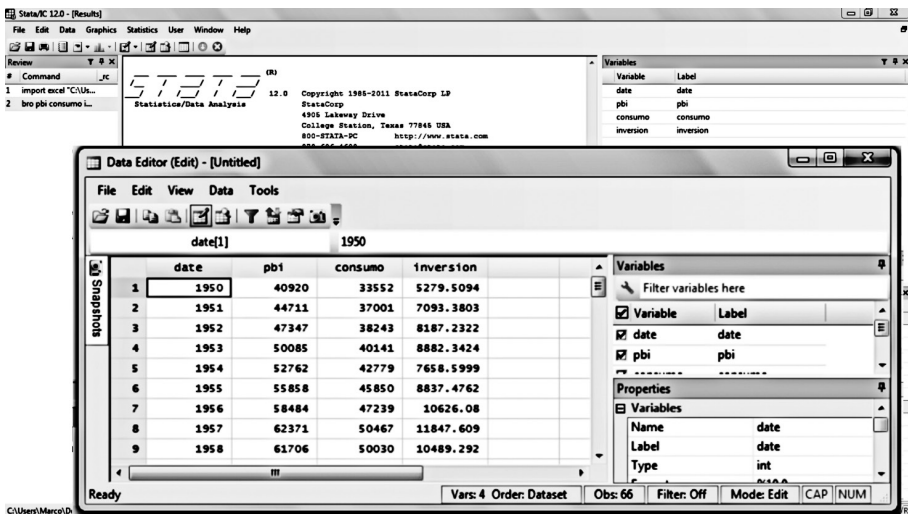 Stata/IC 12.0 - [Results]
File Edit Data Graphics Statistics User Window Help
Review
# Command _rc
1 import excel "C:\Us...
2 bro pbi consumo i...
(R)
STATA
12.0 Copyright 1985-2011 StataCorp LP
Statistics/Data Analysis StataCorp
4905 Lakeway Drive
College Station, Texas 77845 USA
800-STATA-PC http://www.stata.com
Variables
Variable Label
date date
pbi pbi
consumo consumo
inversion inversion
Data Editor (Edit) - [Untitled]
File Edit View Data Tools
date[1] 1950
Snapshots
date pbi consumo inversion
1 1950 40920 33552 5279.5094
2 1951 44711 37001 7093.3803
3 1952 47347 38243 8187.2322
4 1953 50085 40141 8882.3424
5 1954 52762 42779 7658.5999
6 1955 55858 45850 8837.4762
7 1956 58484 47239 10626.08
8 1957 62371 50467 11847.609
9 1958 61706 50030 10489.292
Variables
Filter variables here
Variable Label
date date
pbi pbi
Properties
Variables
Name date
Label date
Type int
Ready Vars: 4 Order: Dataset Obs: 66 Filter: Off Mode: Edit CAP NUM
C:\Users\Marco\D